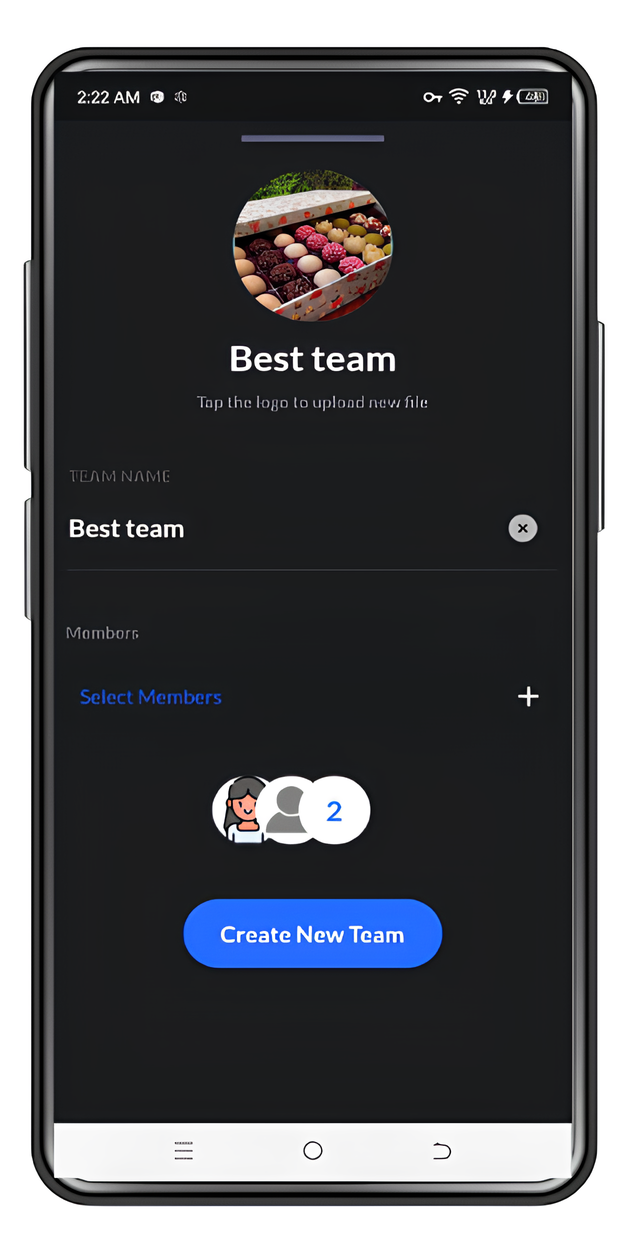 2:22 AM
Best team
Tap the logo to upload new file
TEAM NAME
Best team
Members
Select Members
2
Create New Team